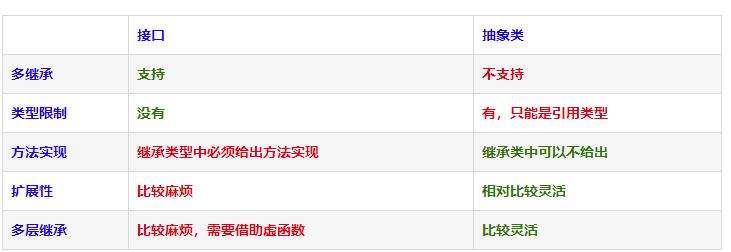 接口 抽象类
多继承 支持 不支持
类型限制 没有 有，只能是引用类型
方法实现 继承类型中必须给出方法实现 继承类中可以不给出
扩展性 比较麻烦 相对比较灵活
多层继承 比较麻烦，需要借助虚函数 比较灵活